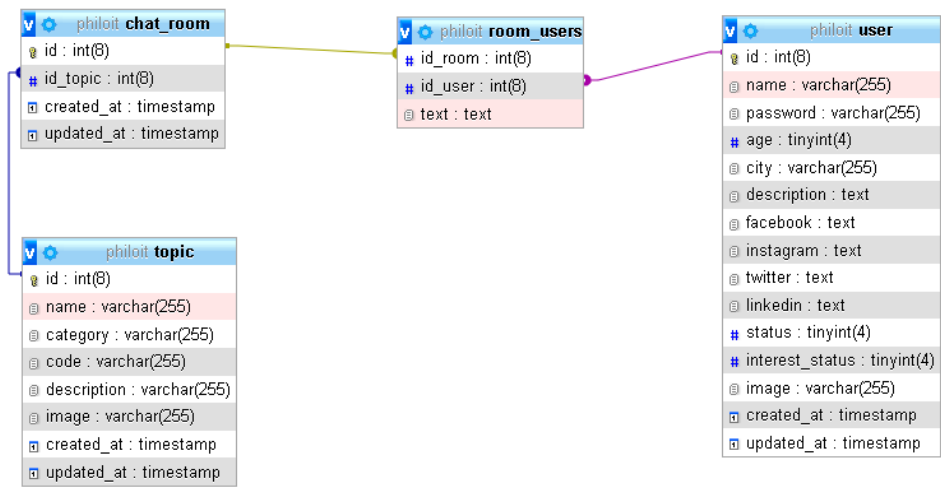 v philoit chat_room
id : int(8)
# id_topic : int(8)
created_at : timestamp
updated_at : timestamp
v philoit room_users
# id_room : int(8)
# id_user : int(8)
text : text
v philoit user
id : int(8)
name : varchar(255)
password : varchar(255)
# age : tinyint(4)
city : varchar(255)
description : text
facebook : text
instagram : text
twitter : text
linkedin : text
# status : tinyint(4)
# interest_status : tinyint(4)
image : varchar(255)
created_at : timestamp
updated_at : timestamp
v philoit topic
id : int(8)
name : varchar(255)
category : varchar(255)
code : varchar(255)
description : varchar(255)
image : varchar(255)
created_at : timestamp
updated_at : timestamp